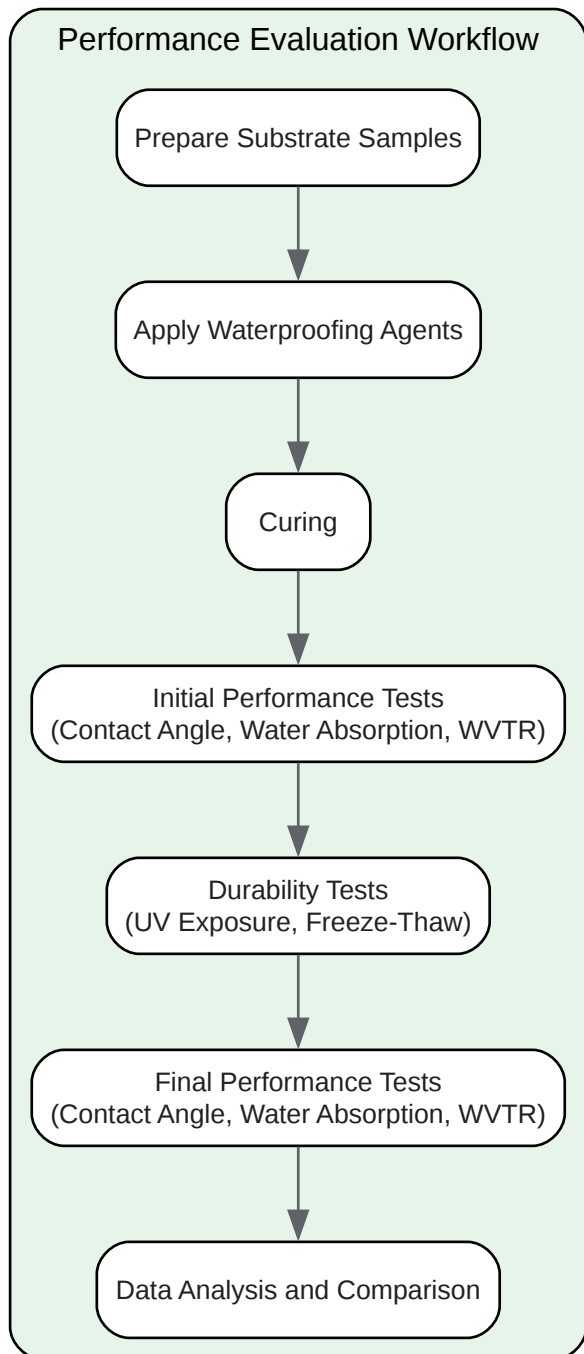 Performance Evaluation Workflow
Prepare Substrate Samples
Apply Waterproofing Agents
Curing
Initial Performance Tests
(Contact Angle, Water Absorption, WVTR)
Durability Tests
(UV Exposure, Freeze-Thaw)
Final Performance Tests
(Contact Angle, Water Absorption, WVTR)
Data Analysis and Comparison